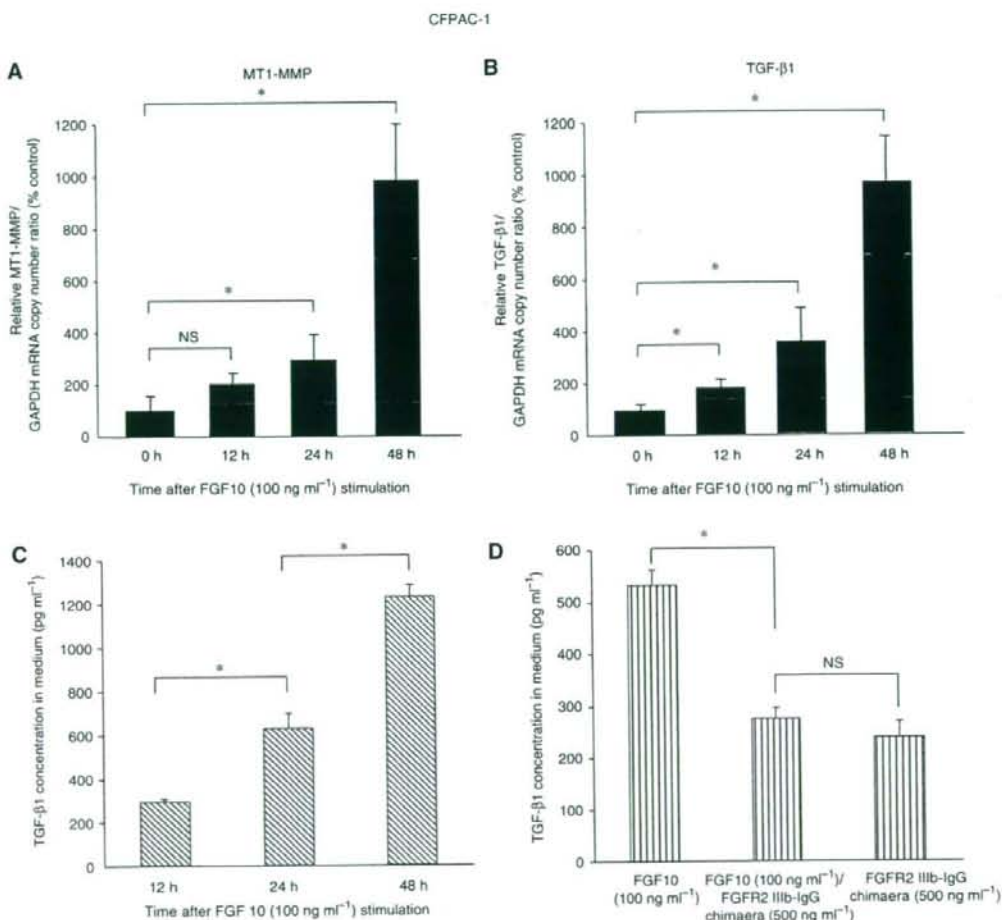 CFPAC-1
A
MT1-MMP
Relative MT1-MMP/
GAPDH mRNA copy number ratio (% control)
1200
1000
800
600
400
200
0
*
*
NS
0 h 12 h 24 h 48 h
Time after FGF10 (100 ng ml⁻¹) stimulation
B
TGF-β1
Relative TGF-β1/
GAPDH mRNA copy number ratio (% control)
1200
1000
800
600
400
200
0
*
*
*
0 h 12 h 24 h 48 h
Time after FGF10 (100 ng ml⁻¹) stimulation
C
TGF-β1 concentration in medium (pg ml⁻¹)
1400
1200
1000
800
600
400
200
0
*
*
12 h 24 h 48 h
Time after FGF 10 (100 ng ml⁻¹) stimulation
D
TGF-β1 concentration in medium (pg ml⁻¹)
600
500
400
300
200
100
0
*
NS
FGF10
(100 ng ml⁻¹)
FGF10 (100 ng ml⁻¹)/
FGFR2 IIIb-IgG
chimaera (500 ng ml⁻¹)
FGFR2 IIIb-IgG
chimaera (500 ng ml⁻¹)